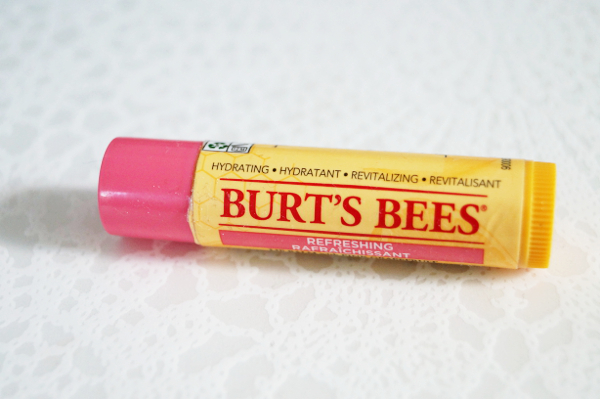 HYDRATING • HYDRATANT • REVITALIZING • REVITALISANT
BURT'S BEES®
REFRESHING
RAFRAÎCHISSANT